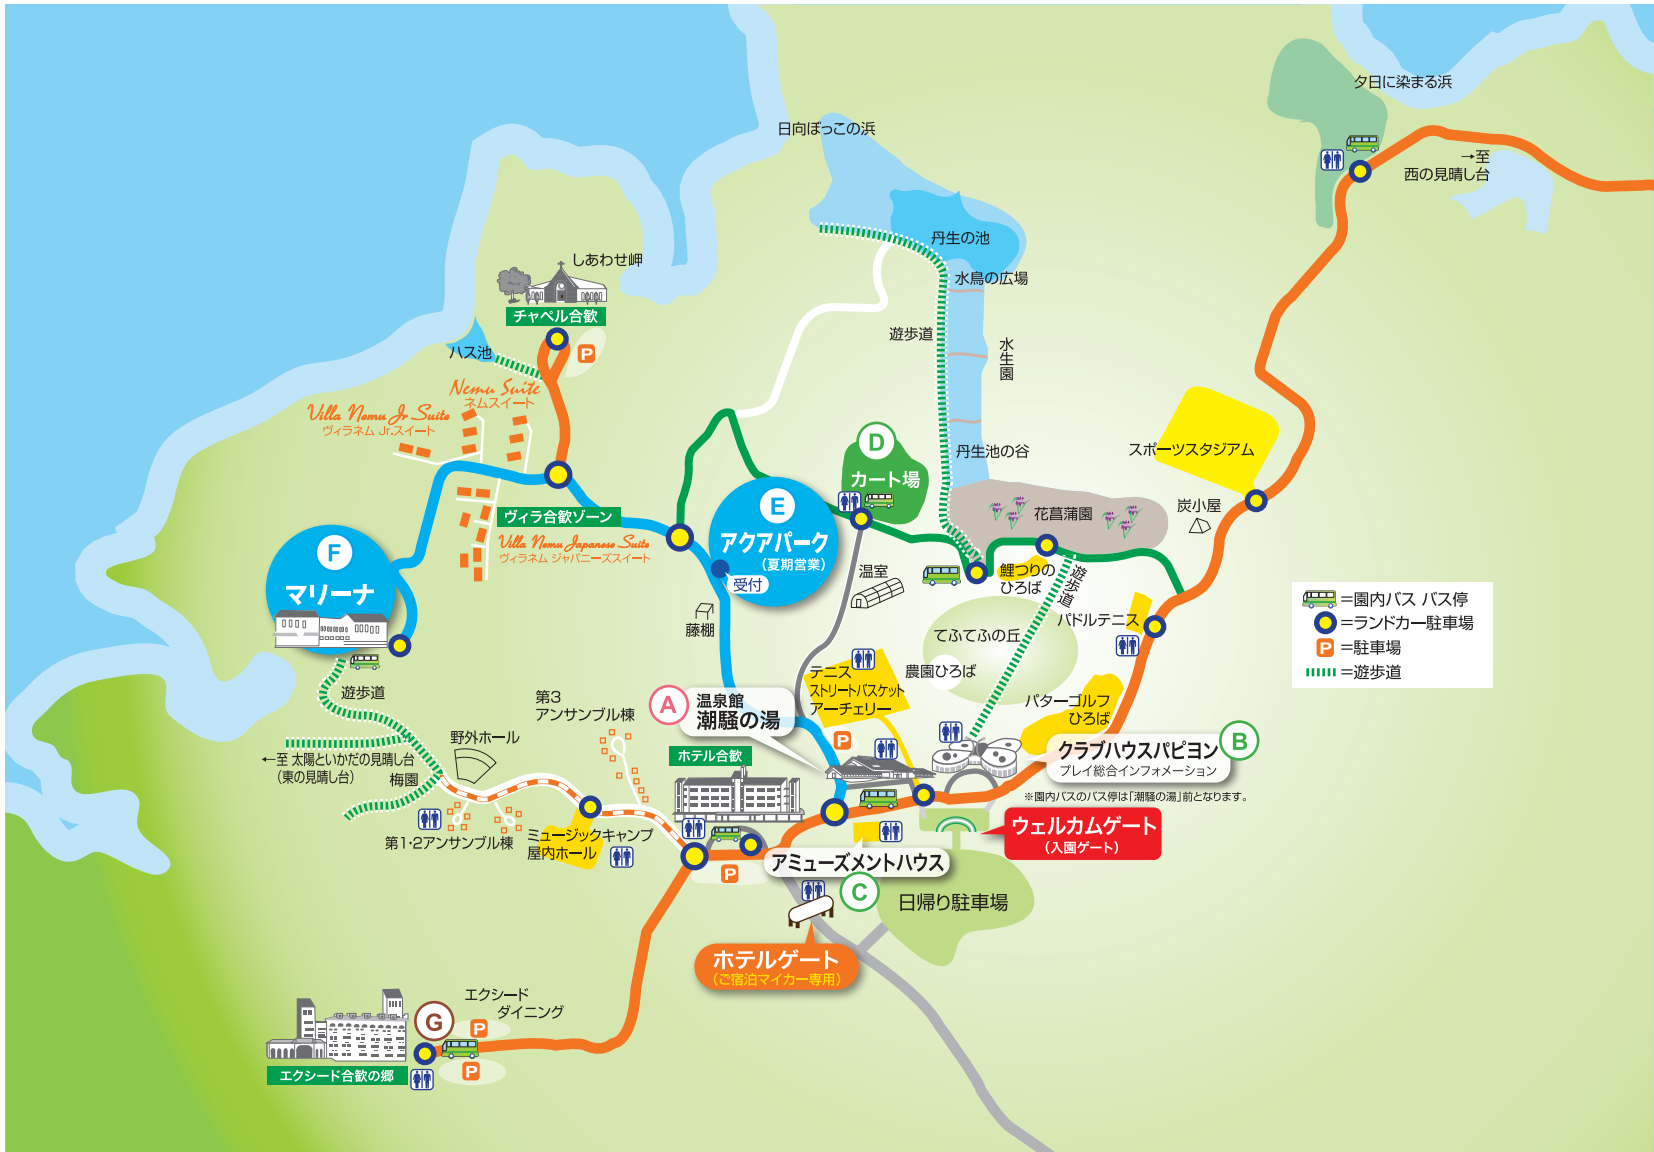 夕日に染まる浜
→至
西の見晴し台
日向ぼっこの浜
丹生の池
水鳥の広場
遊歩道
水生園
丹生池の谷
しあわせ岬
チャペル合歓
P
ハス池
Nemu Suite
ネムスイート
Villa Nemu Jr Suite
ヴィラネム Jr.スイート
ヴィラ合歓ゾーン
Villa Nemu Japanese Suite
ヴィラネム ジャパニーズスイート
D
カート場
E
アクアパーク
(夏期営業)
受付
藤棚
温室
花菖蒲園
スポーツスタジアム
炭小屋
鯉つりの
ひろば
遊歩道
パドルテニス
てふてふの丘
農園ひろば
パターゴルフ
ひろば
F
マリーナ
遊歩道
←至 太陽といかだの見晴し台
(東の見晴し台)
梅園
野外ホール
第3
アンサンブル棟
第1・2アンサンブル棟
ミュージックキャンプ
屋内ホール
A
温泉館
潮騒の湯
テニス
ストリートバスケット
アーチェリー
P
ホテル合歓
P
クラブハウスパピヨン
プレイ総合インフォメーション
B
※園内バスのバス停は「潮騒の湯」前となります。
ウェルカムゲート
(入園ゲート)
アミューズメントハウス
C
日帰り駐車場
ホテルゲート
(ご宿泊マイカー専用)
エクシード
ダイニング
G
P
P
エクシード合歓の郷
=園内バス バス停
=ランドカー駐車場
P=駐車場
=遊歩道